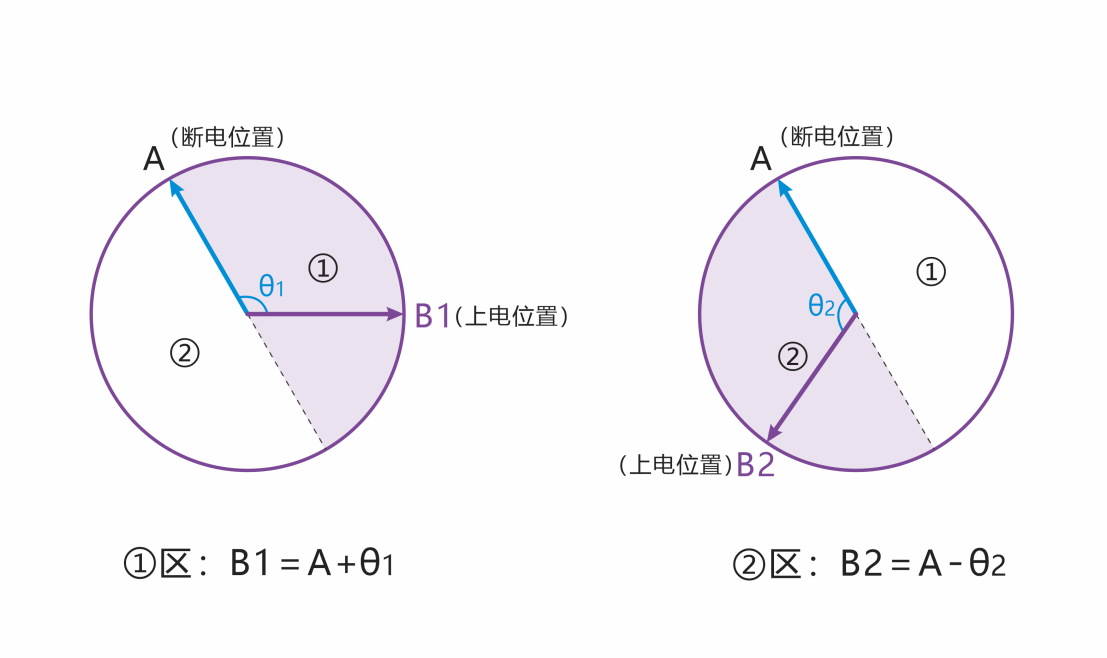 (断电位置)
A
①
θ1
B1(上电位置)
②
①区：B1=A+θ1
(断电位置)
A
①
θ2
②
(上电位置)B2
②区：B2=A-θ2